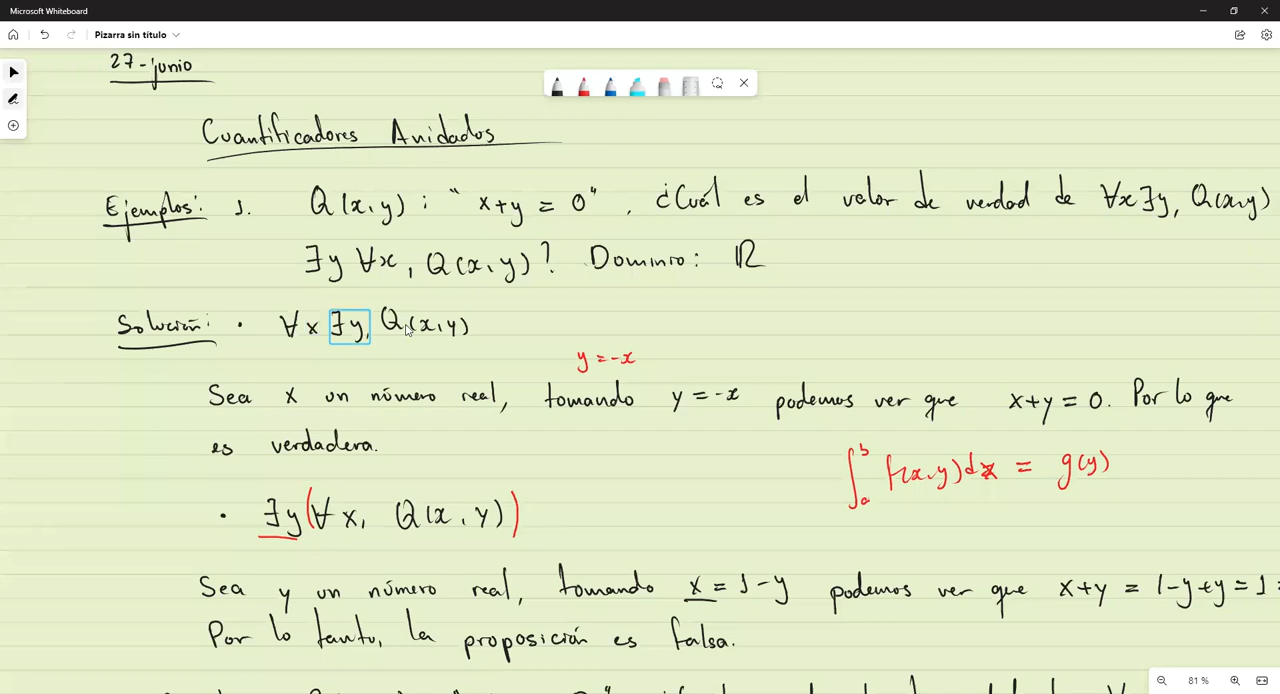 Microsoft Whiteboard
Pizarra sin título
27-junio
Cuantificadores Anidados
Ejemplos: 1. Q(x,y): "x+y = 0", ¿Cuál es el valor de verdad de ∀x∃y, Q(x,y)
∃y ∀x, Q(x,y)? Dominio: ℝ
Solución: • ∀x ∃y, Q(x,y)
y = -x
Sea x un número real, tomando y = -x podemos ver que x+y = 0. Por lo que
es verdadera.
∫_a^b f(x,y)dx = g(y)
• ∃y(∀x, Q(x,y))
Sea y un número real, tomando x = 1-y podemos ver que x+y = 1-y+y = 1
Por lo tanto, la proposición es falsa.
81 %